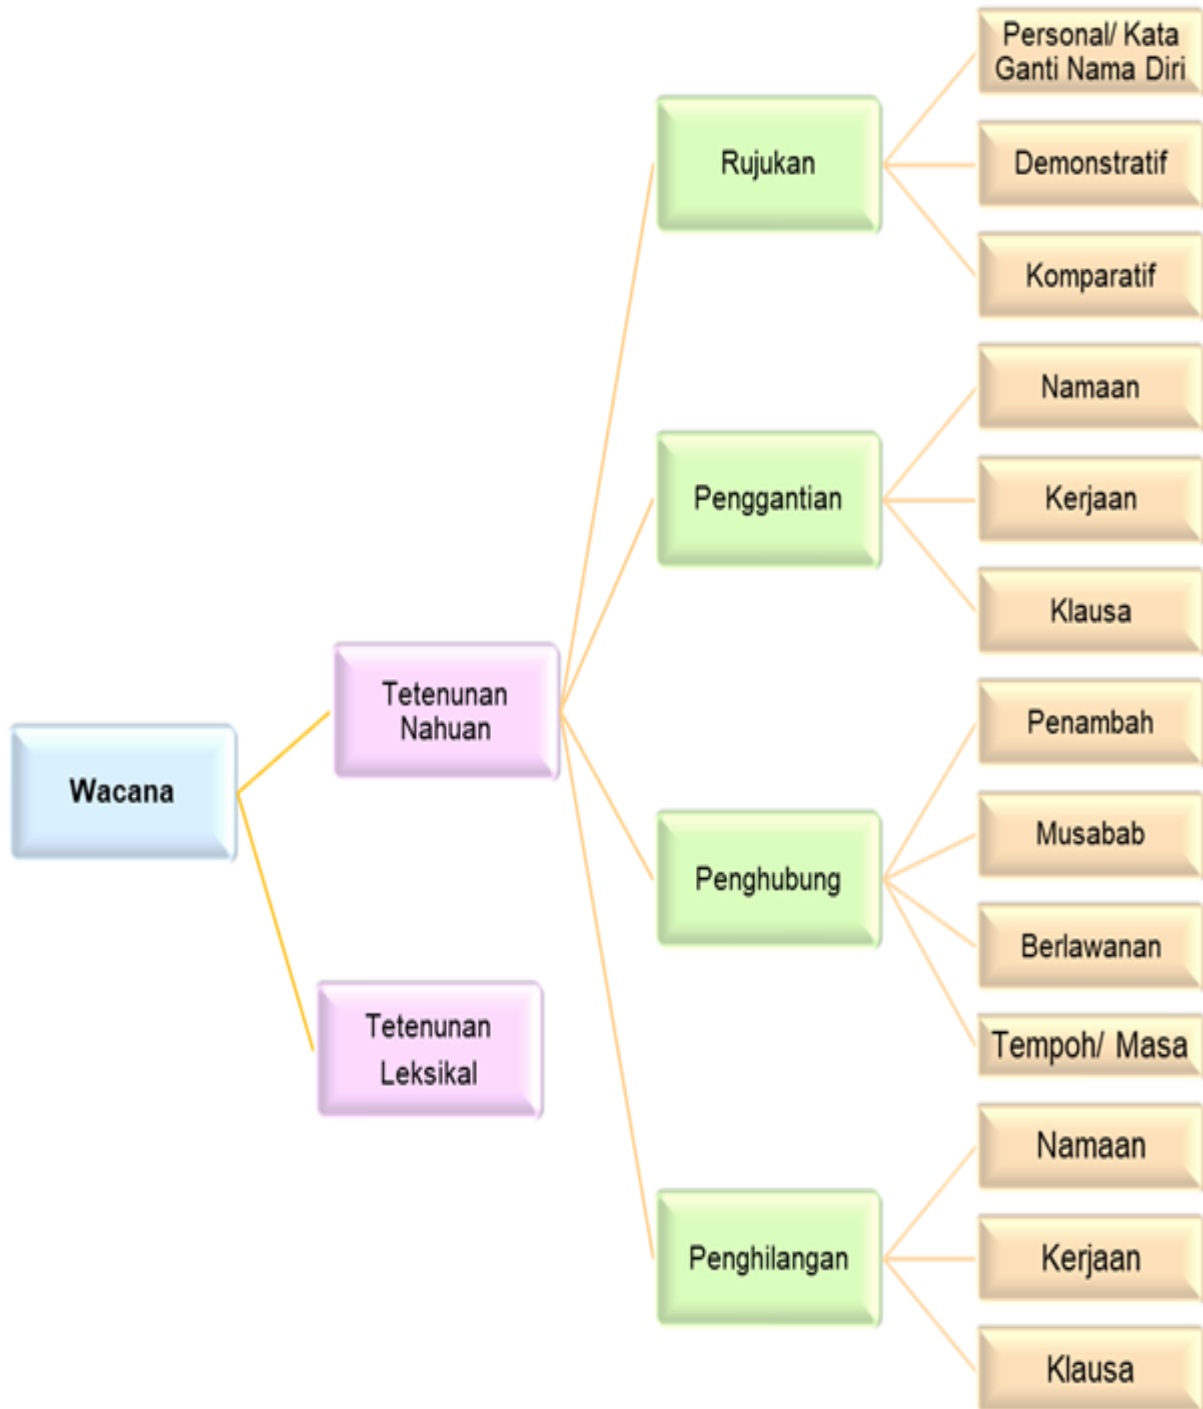 Personal/ Kata
Ganti Nama Diri
Rujukan
Demonstratif
Komparatif
Namaan
Penggantian
Kerjaan
Klausa
Tetenunan
Nahuan
Penambah
Wacana
Musabab
Penghubung
Berlawanan
Tetenunan
Leksikal
Tempoh/ Masa
Namaan
Penghilangan
Kerjaan
Klausa